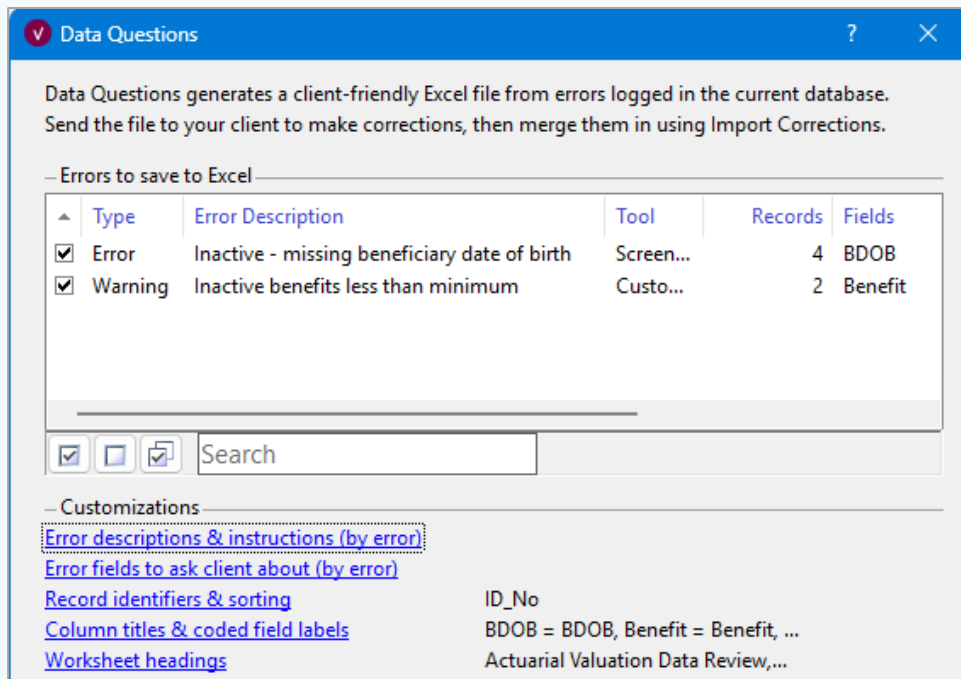 Data Questions ?
Data Questions generates a client-friendly Excel file from errors logged in the current database.
Send the file to your client to make corrections, then merge them in using Import Corrections.
Errors to save to Excel
Type Error Description Tool Records Fields
Error Inactive - missing beneficiary date of birth Screen... 4 BDOB
Warning Inactive benefits less than minimum Custo... 2 Benefit
Search
Customizations
Error descriptions & instructions (by error)
Error fields to ask client about (by error)
Record identifiers & sorting ID_No
Column titles & coded field labels BDOB = BDOB, Benefit = Benefit, ...
Worksheet headings Actuarial Valuation Data Review,...